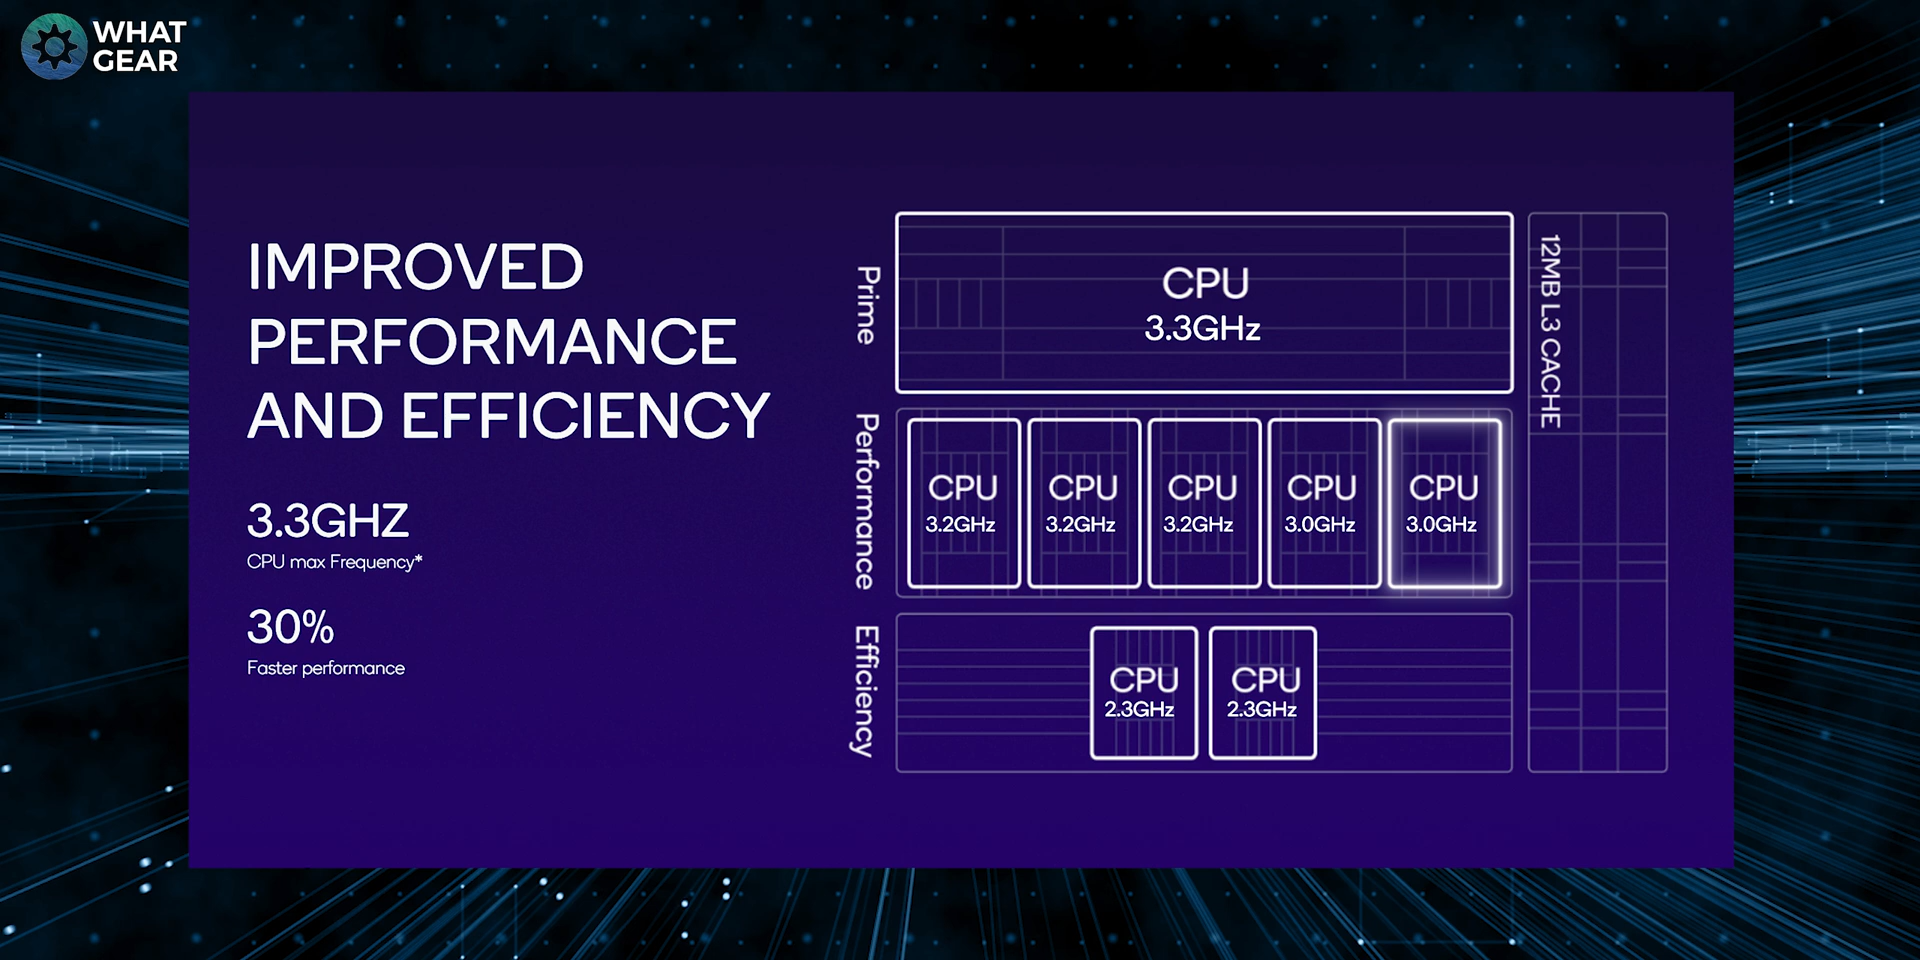 WHAT
GEAR
IMPROVED
PERFORMANCE
AND EFFICIENCY
3.3GHZ
CPU max Frequency*
30%
Faster performance
Prime
CPU
3.3GHz
Performance
CPU
3.2GHz
CPU
3.2GHz
CPU
3.2GHz
CPU
3.0GHz
CPU
3.0GHz
Efficiency
CPU
2.3GHz
CPU
2.3GHz
12MB L3 CACHE